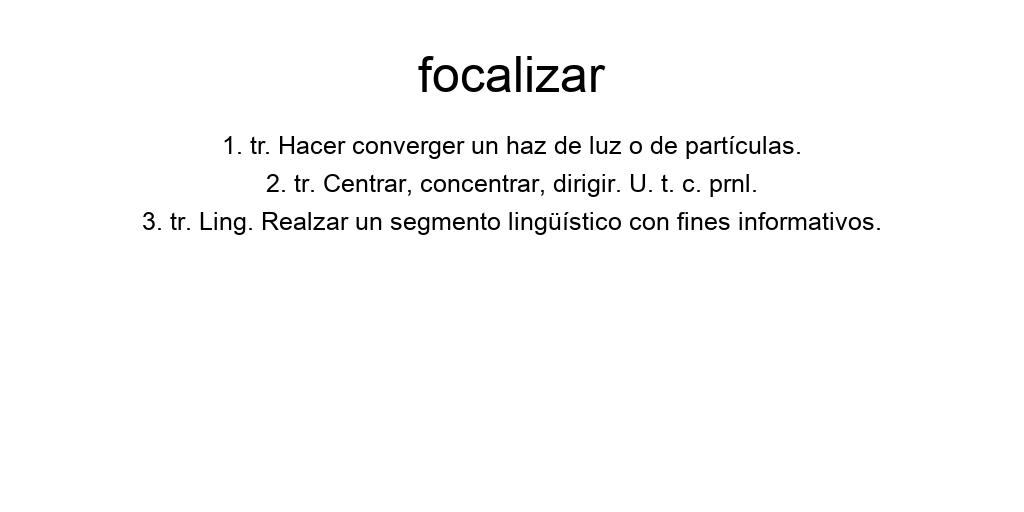 focalizar
1. tr. Hacer converger un haz de luz o de partículas.
2. tr. Centrar, concentrar, dirigir. U. t. c. prnl.
3. tr. Ling. Realzar un segmento lingüístico con fines informativos.